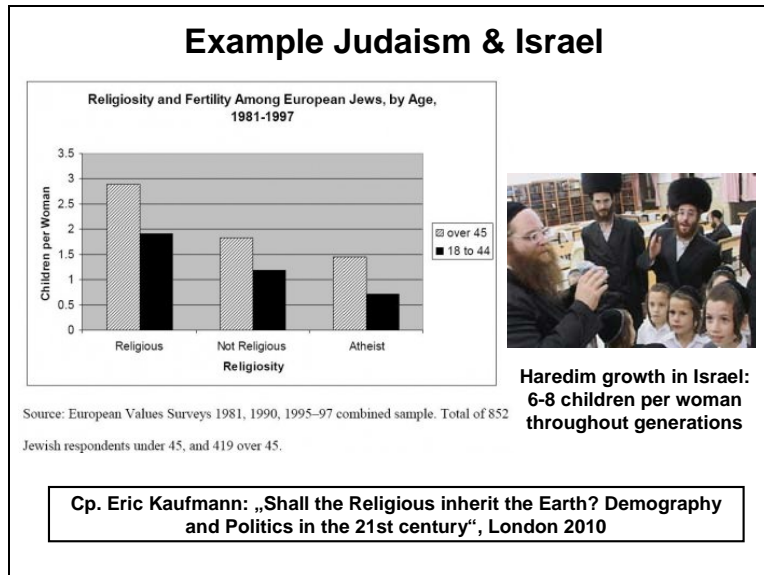 Example Judaism & Israel
Religiosity and Fertility Among European Jews, by Age,
1981-1997
Children per Woman
3.5
3
2.5
2
1.5
1
0.5
0
Religious
Not Religious
Atheist
Religiosity
over 45
18 to 44
Source: European Values Surveys 1981, 1990, 1995–97 combined sample. Total of 852
Jewish respondents under 45, and 419 over 45.
Haredim growth in Israel:
6-8 children per woman
throughout generations
Cp. Eric Kaufmann: „Shall the Religious inherit the Earth? Demography
and Politics in the 21st century“, London 2010